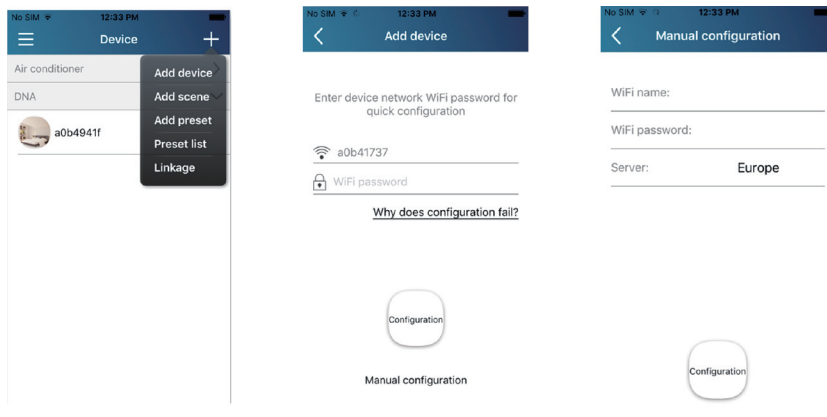 No SIM 12:33 PM
Device
Air conditioner
DNA
a0b4941f
Add device
Add scene
Add preset
Preset list
Linkage
No SIM 12:33 PM
Add device
Enter device network WiFi password for
quick configuration
a0b41737
WiFi password
Why does configuration fail?
Configuration
Manual configuration
No SIM 12:33 PM
Manual configuration
WiFi name:
WiFi password:
Server: Europe
Configuration